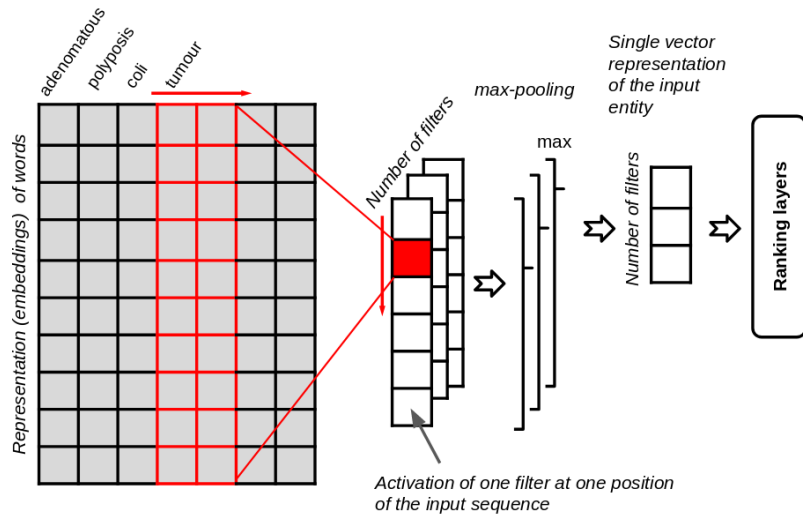 adenomatous
polyposis
coli
tumour
Representation (embeddings) of words
Number of filters
max-pooling
max
Single vector
representation
of the input
entity
Number of filters
Ranking layers
Activation of one filter at one position
of the input sequence